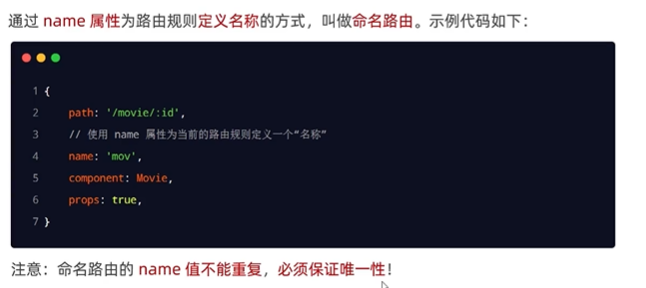 通过 name 属性为路由规则定义名称的方式，叫做命名路由。示例代码如下：
1 {
2 path: '/movie/:id',
3 // 使用 name 属性为当前的路由规则定义一个“名称”
4 name: 'mov',
5 component: Movie,
6 props: true,
7 }
注意：命名路由的 name 值不能重复，必须保证唯一性！